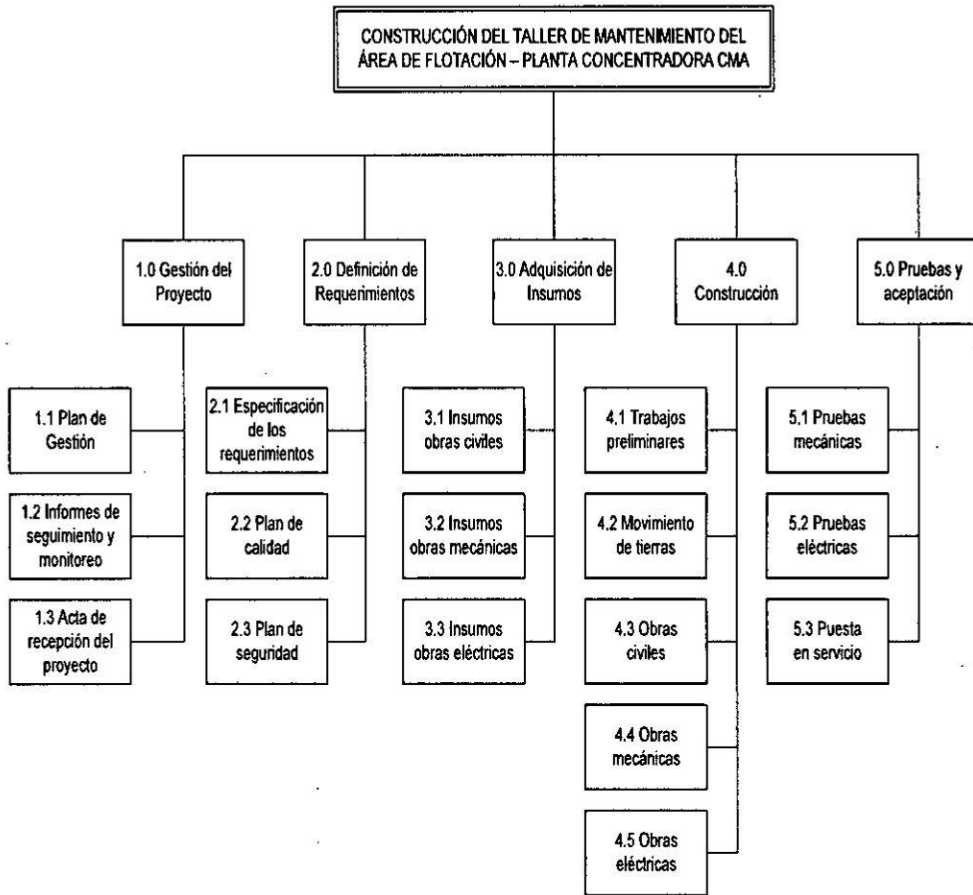 CONSTRUCCIÓN DEL TALLER DE MANTENIMIENTO DEL
ÁREA DE FLOTACIÓN – PLANTA CONCENTRADORA CMA
1.0 Gestión del
Proyecto
2.0 Definición de
Requerimientos
3.0 Adquisición de
Insumos
4.0
Construcción
5.0 Pruebas y
aceptación
1.1 Plan de
Gestión
1.2 Informes de
seguimiento y
monitoreo
1.3 Acta de
recepción del
proyecto
2.1 Especificación
de los
requerimientos
2.2 Plan de
calidad
2.3 Plan de
seguridad
3.1 Insumos
obras civiles
3.2 Insumos
obras mecánicas
3.3 Insumos
obras eléctricas
4.1 Trabajos
preliminares
4.2 Movimiento
de tierras
4.3 Obras
civiles
4.4 Obras
mecánicas
4.5 Obras
eléctricas
5.1 Pruebas
mecánicas
5.2 Pruebas
eléctricas
5.3 Puesta
en servicio